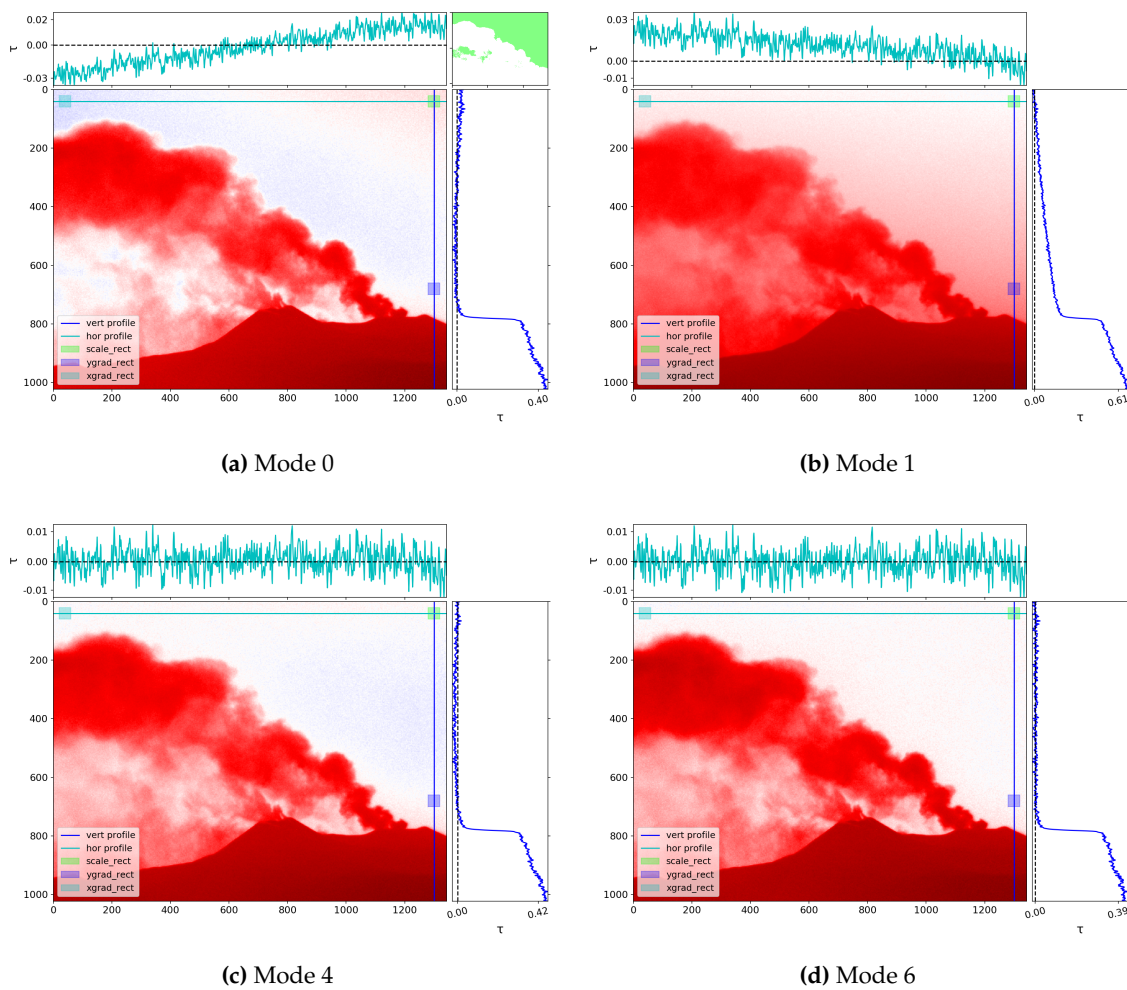 τ
0.02
0.00
-0.03
0
200
400
600
800
1000
vert profile
hor profile
scale_rect
ygrad_rect
xgrad_rect
0 200 400 600 800 1000 1200
0.00 0.40
τ
(a) Mode 0
τ
0.03
0.00
-0.01
0
200
400
600
800
1000
vert profile
hor profile
scale_rect
ygrad_rect
xgrad_rect
0 200 400 600 800 1000 1200
0.00 0.61
τ
(b) Mode 1
τ
0.01
0.00
-0.01
0
200
400
600
800
1000
vert profile
hor profile
scale_rect
ygrad_rect
xgrad_rect
0 200 400 600 800 1000 1200
0.00 0.42
τ
(c) Mode 4
τ
0.01
0.00
-0.01
0
200
400
600
800
1000
vert profile
hor profile
scale_rect
ygrad_rect
xgrad_rect
0 200 400 600 800 1000 1200
0.00 0.39
τ
(d) Mode 6